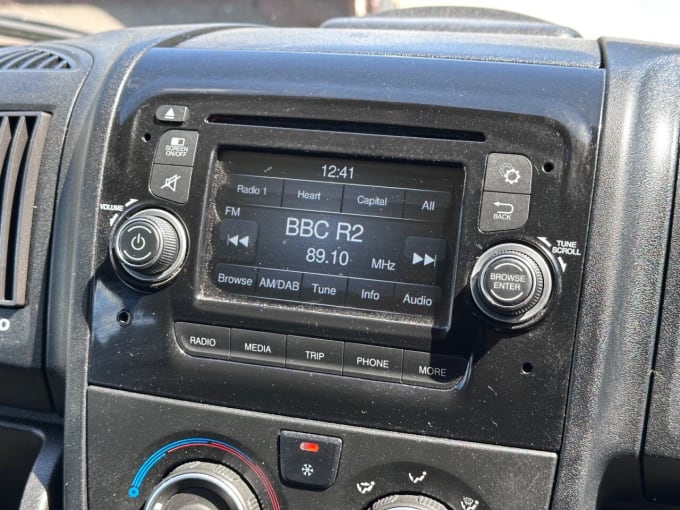 SCREEN
ON/OFF
VOLUME
12:41
Radio 1 Heart Capital All
FM
BBC R2
89.10 MHz
Browse AM/DAB Tune Info Audio
BACK
TUNE
SCROLL
BROWSE
ENTER
RADIO MEDIA TRIP PHONE MORE